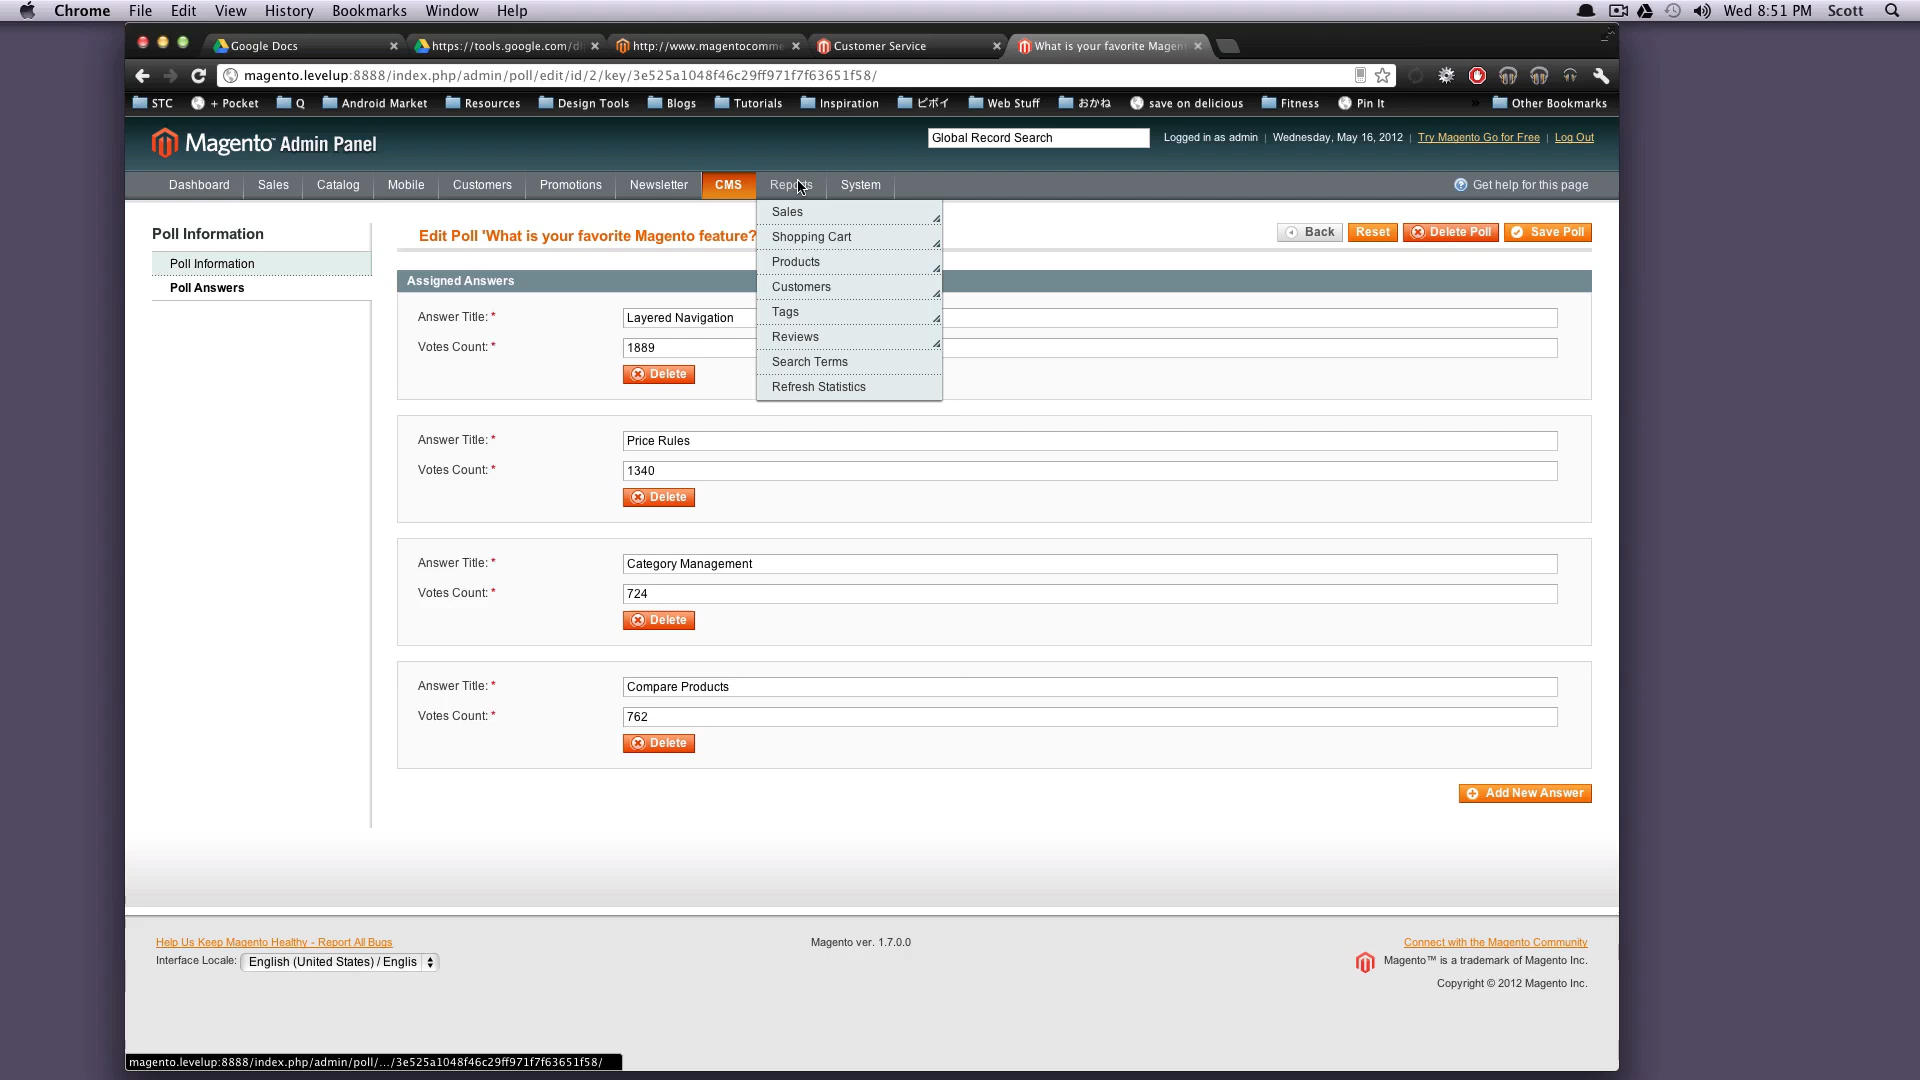 Chrome File Edit View History Bookmarks Window Help Wed 8:51 PM Scott
Google Docs https://tools.google.com/dl http://www.magentocomme Customer Service What is your favorite Magen
magento.levelup:8888/index.php/admin/poll/edit/id/2/key/3e525a1048f46c29ff971f7f63651f58/
STC + Pocket Q Android Market Resources Design Tools Blogs Tutorials Inspiration ビボイ Web Stuff おかね save on delicious Fitness Pin It » Other Bookmarks
Magento™ Admin Panel Global Record Search Logged in as admin | Wednesday, May 16, 2012 | Try Magento Go for Free | Log Out
Dashboard Sales Catalog Mobile Customers Promotions Newsletter CMS Reports System Get help for this page
Sales
Shopping Cart
Products
Customers
Tags
Reviews
Search Terms
Refresh Statistics
Poll Information
Poll Information
Poll Answers
Edit Poll 'What is your favorite Magento feature? Back Reset Delete Poll Save Poll
Assigned Answers
Answer Title: * Layered Navigation
Votes Count: * 1889
Delete
Answer Title: * Price Rules
Votes Count: * 1340
Delete
Answer Title: * Category Management
Votes Count: * 724
Delete
Answer Title: * Compare Products
Votes Count: * 762
Delete
Add New Answer
Help Us Keep Magento Healthy - Report All Bugs Magento ver. 1.7.0.0 Connect with the Magento Community
Interface Locale: English (United States) / Englis Magento™ is a trademark of Magento Inc.
Copyright © 2012 Magento Inc.
magento.levelup:8888/index.php/admin/poll/.../3e525a1048f46c29ff971f7f63651f58/